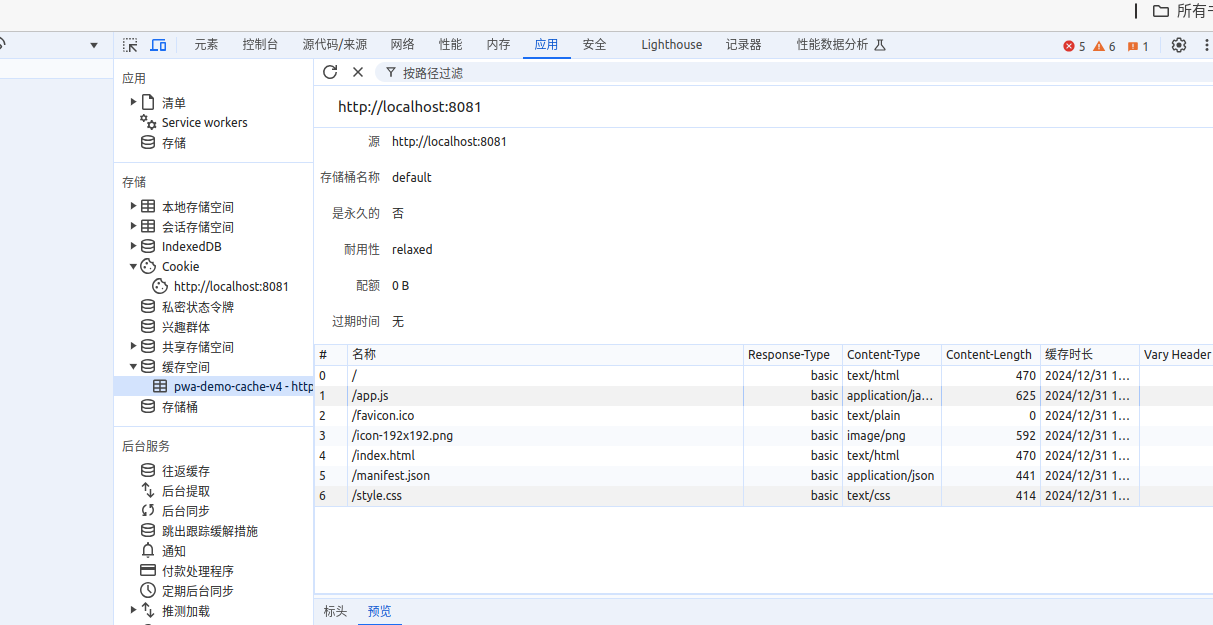 所有
元素 控制台 源代码/来源 网络 性能 内存 应用 安全 Lighthouse 记录器 性能数据分析 5 6 1
应用
清单
Service workers
存储
存储
本地存储空间
会话存储空间
IndexedDB
Cookie
http://localhost:8081
私密状态令牌
兴趣群体
共享存储空间
缓存空间
pwa-demo-cache-v4 - http
存储桶
后台服务
往返缓存
后台提取
后台同步
跳出跟踪缓解措施
通知
付款处理程序
定期后台同步
推测加载
按路径过滤
http://localhost:8081
源 http://localhost:8081
存储桶名称 default
是永久的 否
耐用性 relaxed
配额 0 B
过期时间 无
# 名称 Response-Type Content-Type Content-Length 缓存时长 Vary Header
0 / basic text/html 470 2024/12/31 1...
1 /app.js basic application/ja... 625 2024/12/31 1...
2 /favicon.ico basic text/plain 0 2024/12/31 1...
3 /icon-192x192.png basic image/png 592 2024/12/31 1...
4 /index.html basic text/html 470 2024/12/31 1...
5 /manifest.json basic application/json 441 2024/12/31 1...
6 /style.css basic text/css 414 2024/12/31 1...
标头 预览